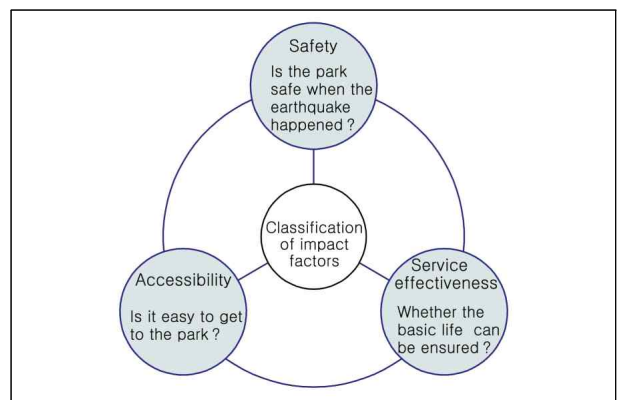 Safety
Is the park
safe when the
earthquake
happened ?
Classification
of impact
factors
Accessibility
Is it easy to get
to the park ?
Service
effectiveness
Whether the
basic life can
be ensured ?